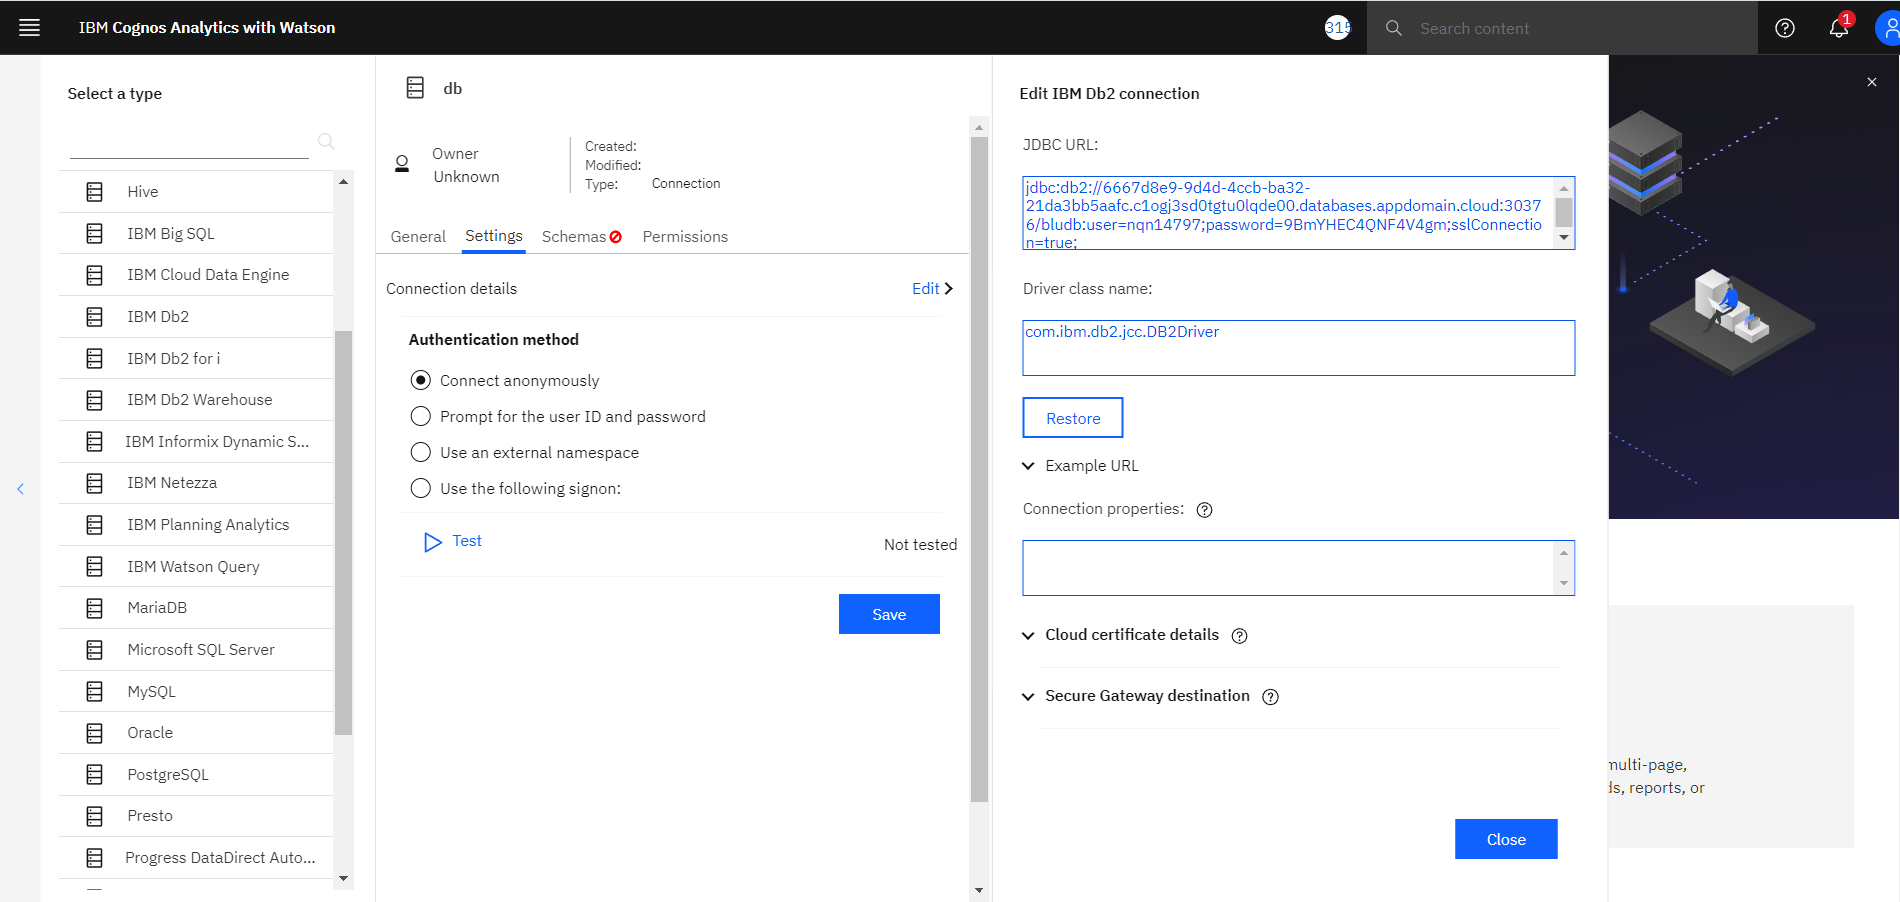 IBM Cognos Analytics with Watson
315
Search content
1
Select a type
Hive
IBM Big SQL
IBM Cloud Data Engine
IBM Db2
IBM Db2 for i
IBM Db2 Warehouse
IBM Informix Dynamic S...
IBM Netezza
IBM Planning Analytics
IBM Watson Query
MariaDB
Microsoft SQL Server
MySQL
Oracle
PostgreSQL
Presto
Progress DataDirect Auto...
db
Owner
Unknown
Created:
Modified:
Type: Connection
General Settings Schemas Permissions
Connection details Edit
Authentication method
Connect anonymously
Prompt for the user ID and password
Use an external namespace
Use the following signon:
Test Not tested
Save
Edit IBM Db2 connection
JDBC URL:
jdbc:db2://6667d8e9-9d4d-4ccb-ba32-
21da3bb5aafc.c1ogj3sd0tgtu0lqde00.databases.appdomain.cloud:3037
6/bludb:user=nqn14797;password=9BmYHEC4QNF4V4gm;sslConnectio
n=true;
Driver class name:
com.ibm.db2.jcc.DB2Driver
Restore
Example URL
Connection properties:
Cloud certificate details
Secure Gateway destination
Close
multi-page,
ds, reports, or